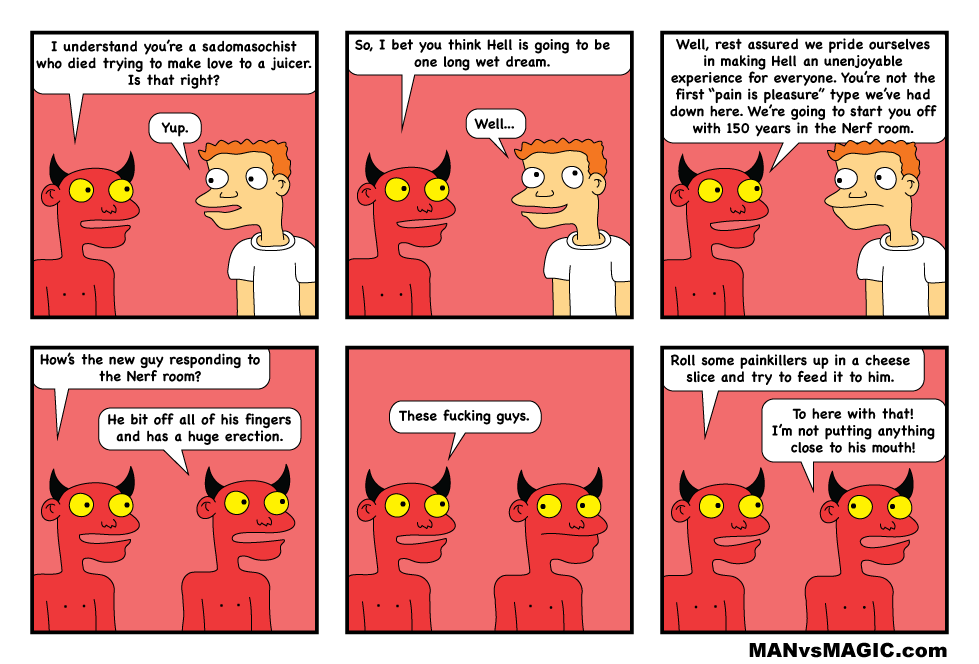 I understand you're a sadomasochist
who died trying to make love to a juicer.
Is that right?
Yup.
So, I bet you think Hell is going to be
one long wet dream.
Well...
Well, rest assured we pride ourselves
in making Hell an unenjoyable
experience for everyone. You're not the
first "pain is pleasure" type we've had
down here. We're going to start you off
with 150 years in the Nerf room.
How's the new guy responding to
the Nerf room?
He bit off all of his fingers
and has a huge erection.
These fucking guys.
Roll some painkillers up in a cheese
slice and try to feed it to him.
To here with that!
I'm not putting anything
close to his mouth!
MANvsMAGIC.com